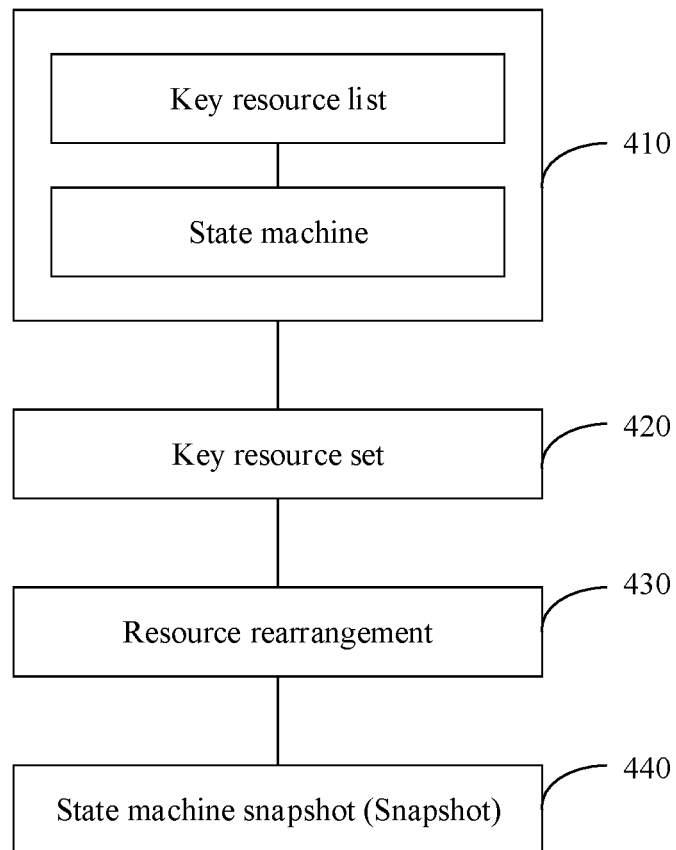 Key resource list
410
State machine
420
Key resource set
430
Resource rearrangement
440
State machine snapshot (Snapshot)